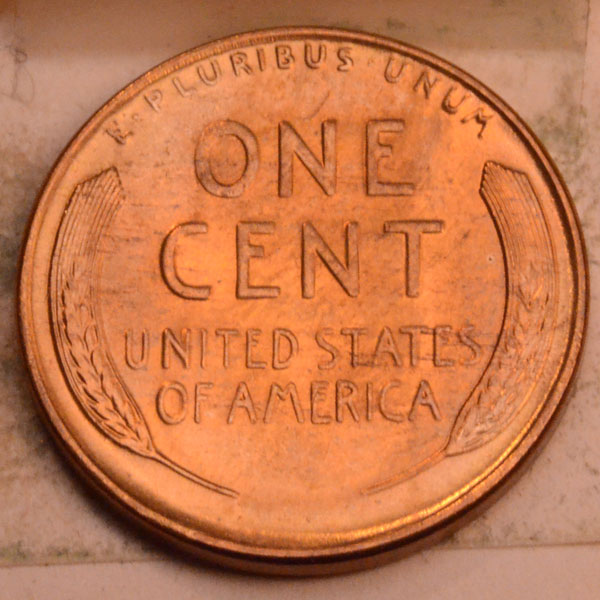 E·PLURIBUS·UNUM
ONE
CENT
UNITED STATES
OF AMERICA